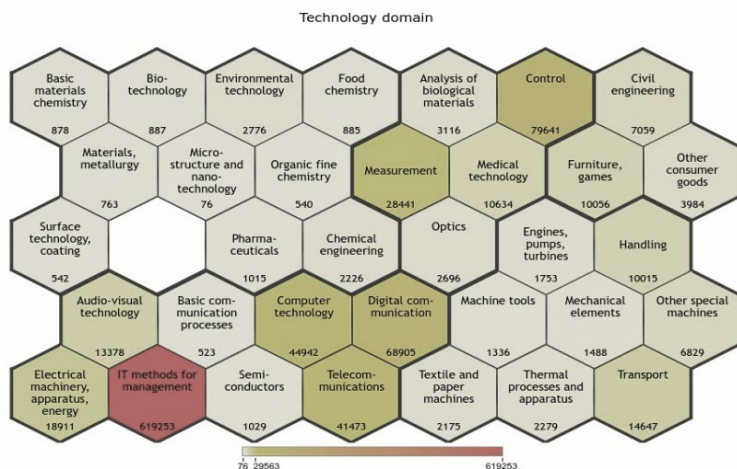 Technology domain
Basic
materials
chemistry
878
Bio-
technology
887
Environmental
technology
2776
Food
chemistry
885
Analysis of
biological
materials
3116
Control
79641
Civil
engineering
7059
Materials,
metallurgy
763
Micro-
structure and
nano-
technology
76
Organic fine
chemistry
540
Measurement
28441
Medical
technology
10634
Furniture,
games
10056
Other
consumer
goods
3984
Surface
technology,
coating
542
Pharma-
ceuticals
1015
Chemical
engineering
2226
Optics
2696
Engines,
pumps,
turbines
1753
Handling
10015
Audio-visual
technology
13378
Basic com-
munication
processes
523
Computer
technology
44942
Digital com-
munication
68905
Machine tools
1336
Mechanical
elements
1488
Other special
machines
6829
Electrical
machinery,
apparatus,
energy
18911
IT methods for
management
619253
Semi-
conductors
1029
Telecom-
munications
41473
Textile and
paper
machines
2175
Thermal
processes and
apparatus
2279
Transport
14647
76 29563 619253